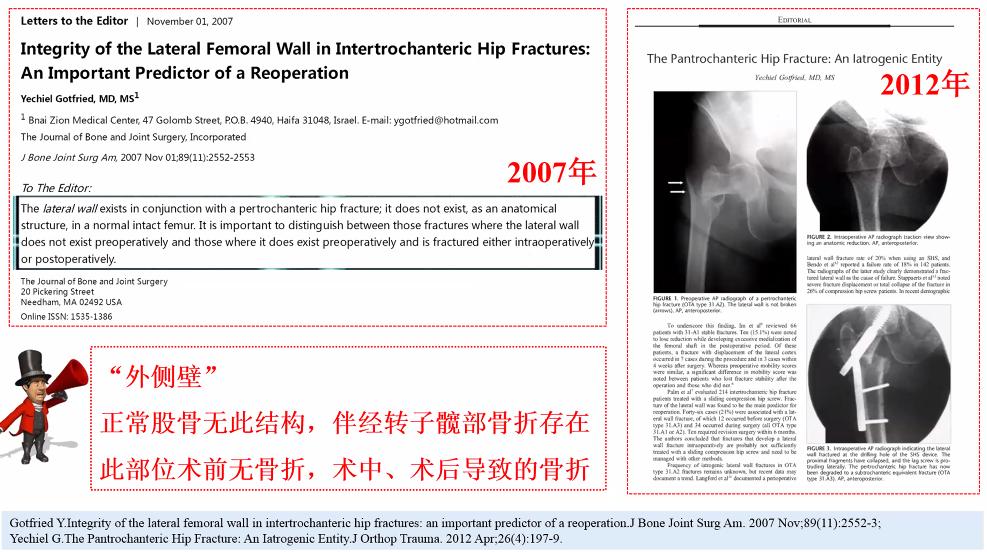 Letters to the Editor | November 01, 2007
Integrity of the Lateral Femoral Wall in Intertrochanteric Hip Fractures:
An Important Predictor of a Reoperation
Yechiel Gotfried, MD, MS1
1 Bnai Zion Medical Center, 47 Golomb Street, P.O.B. 4940, Haifa 31048, Israel. E-mail: ygotfried@hotmail.com
The Journal of Bone and Joint Surgery, Incorporated
J Bone Joint Surg Am, 2007 Nov 01;89(11):2552-2553
2007年
To The Editor:
The lateral wall exists in conjunction with a pertrochanteric hip fracture; it does not exist, as an anatomical
structure, in a normal intact femur. It is important to distinguish between those fractures where the lateral wall
does not exist preoperatively and those where it does exist preoperatively and is fractured either intraoperatively
or postoperatively.
The Journal of Bone and Joint Surgery
20 Pickering Street
Needham, MA 02492 USA
Online ISSN: 1535-1386
“外侧壁”
正常股骨无此结构，伴经转子髋部骨折存在
此部位术前无骨折，术中、术后导致的骨折
EDITORIAL
The Pantrochanteric Hip Fracture: An Iatrogenic Entity
Yechiel Gotfried, MD, MS
2012年
FIGURE 1. Preoperative AP radiograph of a pertrochanteric
hip fracture (OTA type 31.A2). The lateral wall is not broken
(arrows). AP, anteroposterior.
To underscore this finding, Im et al reviewed 66
patients with 31-A1 stable fractures. Ten (15.1%) were noted
to lose reduction while developing excessive medialization of
the femoral shaft in the postoperative period. Of these
patients, a fracture with displacement of the lateral cortex
occurred in 7 cases during the procedure and in 3 cases within
4 weeks after surgery. Whereas preoperative mobility scores
were similar, a significant difference in mobility score was
noted between patients who lost fracture stability after the
operation and those who did not.
Palm et al evaluated 214 intertrochanteric hip fracture
patients treated with a sliding compression hip screw. Frac-
ture of the lateral wall was found to be the main predictor for
reoperation. Forty-six cases (21%) were associated with a lat-
eral wall fracture, of which 12 occurred before surgery (OTA
type 31.A3) and 34 occurred during surgery (all OTA type
31.A1 or A2). Ten required revision surgery within 6 months.
The authors concluded that fractures that develop a lateral
wall fracture intraoperatively are probably not sufficiently
treated with a sliding compression hip screw and need to be
managed with other methods.
Frequency of iatrogenic lateral wall fractures in OTA
type 31.A2 fractures remains unknown, but recent data may
document a trend. Langford et al documented a perioperative
FIGURE 2. Intraoperative AP radiograph traction view show-
ing an anatomic reduction. AP, anteroposterior.
lateral wall fracture rate of 20% when using an SHS, and
Bendo et al reported a failure rate of 18% in 142 patients.
The radiographs of the latter study clearly demonstrated a frac-
tured lateral wall as the cause of failure. Stappaerts et al noted
severe fracture displacement or total collapse of the fracture in
26% of compression hip screw patients. In recent demographic
FIGURE 3. Intraoperative AP radiograph indicating the lateral
wall fractured at the drilling hole of the SHS device. The
proximal fragments have collapsed, and the lag screw is pro-
truding laterally. The pertrochanteric hip fracture has now
been degraded to a subtrochanteric equivalent fracture (OTA
type 31.A3). AP, anteroposterior.
Gotfried Y.Integrity of the lateral femoral wall in intertrochanteric hip fractures: an important predictor of a reoperation.J Bone Joint Surg Am. 2007 Nov;89(11):2552-3;
Yechiel G.The Pantrochanteric Hip Fracture: An Iatrogenic Entity.J Orthop Trauma. 2012 Apr;26(4):197-9.